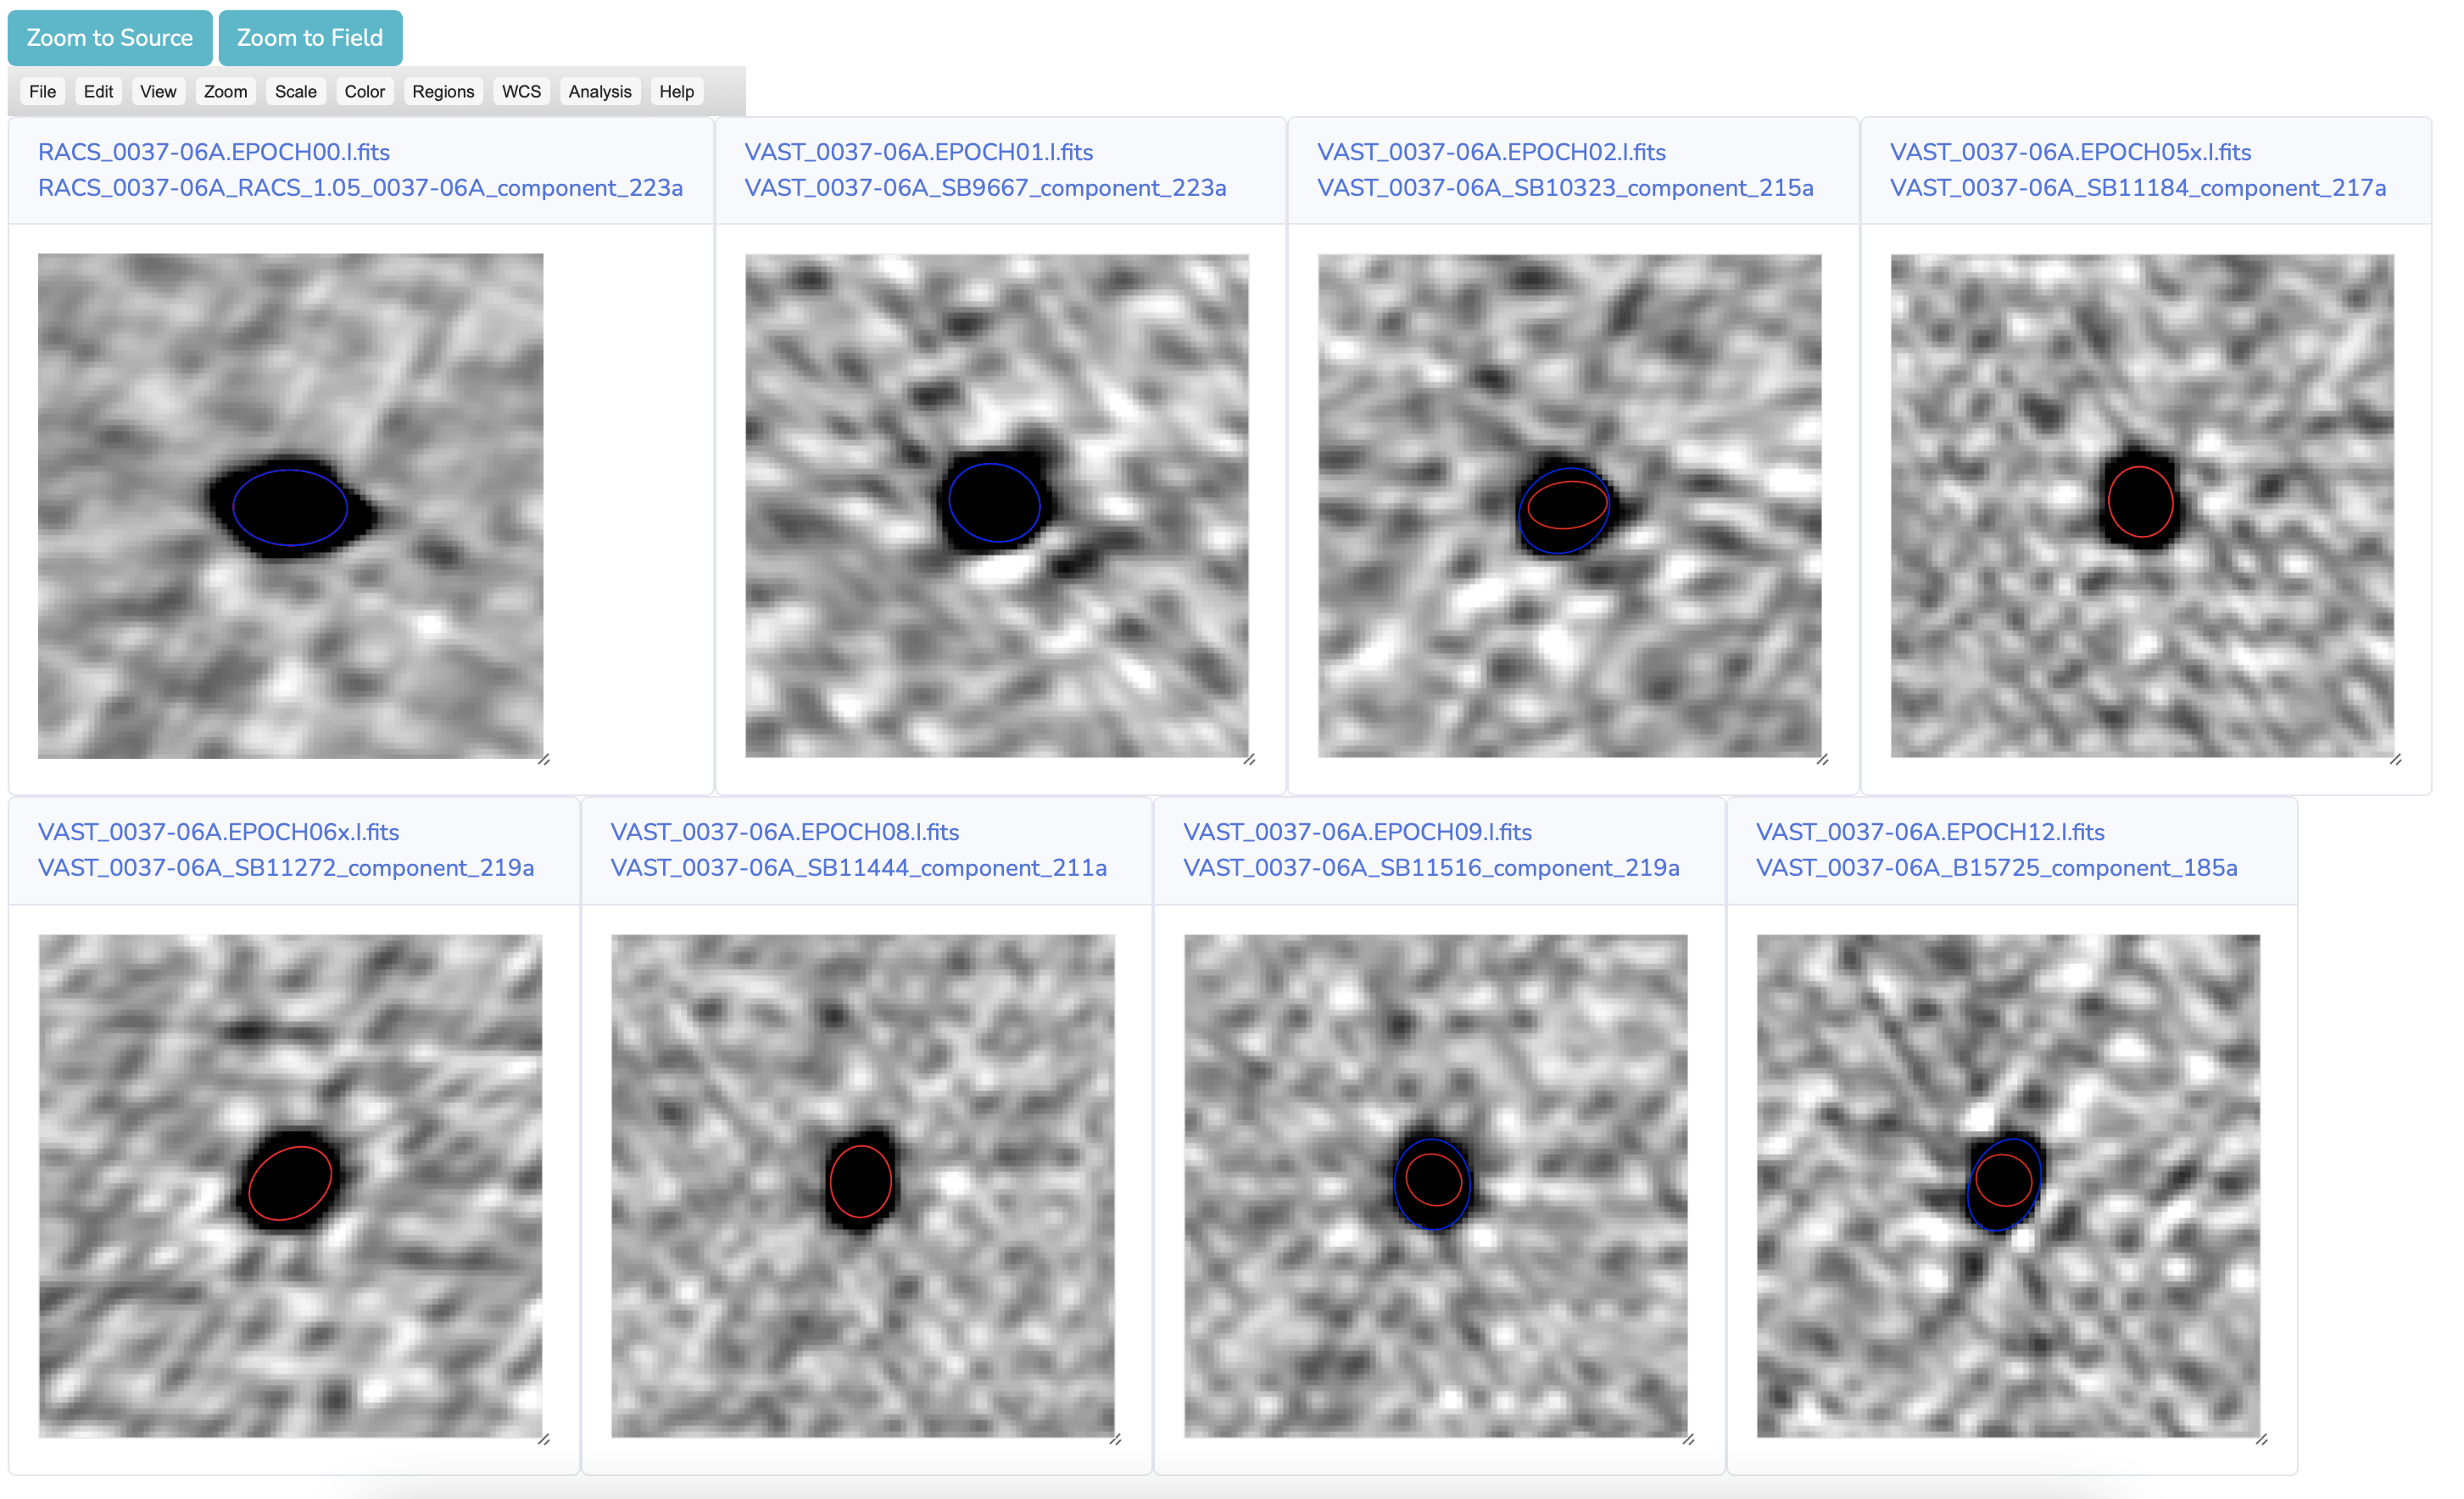 Zoom to Source Zoom to Field
File Edit View Zoom Scale Color Regions WCS Analysis Help
RACS_0037-06A.EPOCH00.I.fits
RACS_0037-06A_RACS_1.05_0037-06A_component_223a
VAST_0037-06A.EPOCH01.I.fits
VAST_0037-06A_SB9667_component_223a
VAST_0037-06A.EPOCH02.I.fits
VAST_0037-06A_SB10323_component_215a
VAST_0037-06A.EPOCH05x.I.fits
VAST_0037-06A_SB11184_component_217a
VAST_0037-06A.EPOCH06x.I.fits
VAST_0037-06A_SB11272_component_219a
VAST_0037-06A.EPOCH08.I.fits
VAST_0037-06A_SB11444_component_211a
VAST_0037-06A.EPOCH09.I.fits
VAST_0037-06A_SB11516_component_219a
VAST_0037-06A.EPOCH12.I.fits
VAST_0037-06A_B15725_component_185a